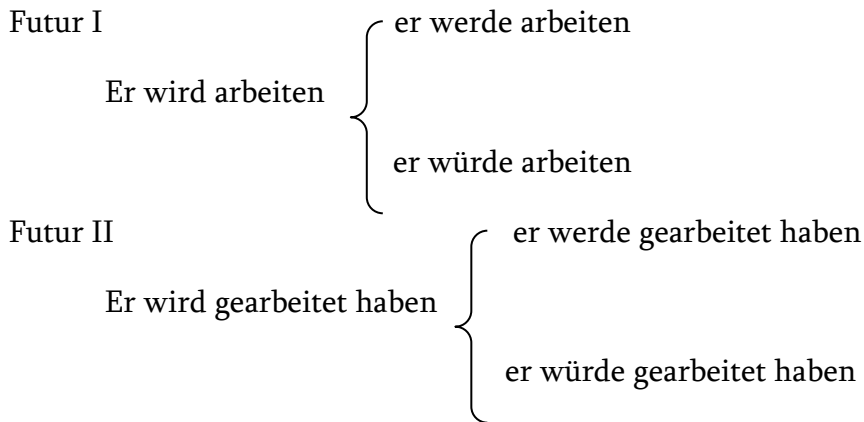 Futur I er werde arbeiten
Er wird arbeiten
er würde arbeiten
Futur II er werde gearbeitet haben
Er wird gearbeitet haben
er würde gearbeitet haben